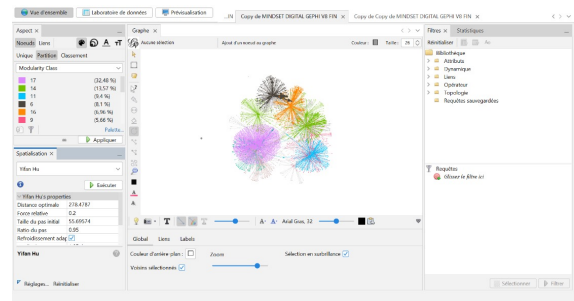 Vue d'ensemble Laboratoire de données Prévisualisation
...IN Copy de MINDSET DIGITAL GEPHI V8 FIN × Copy de Copy de MINDSET DIGITAL GEPHI V8 FIN ×
Aspect ×
Noeuds Liens
Unique Partition Classement
Modularity Class
17 (32,48 %)
14 (13,57 %)
11 (9,4 %)
6 (8,1 %)
16 (6,96 %)
9 (5,66 %)
Palette...
Appliquer
Spatialisation ×
Yifan Hu
Exécuter
Yifan Hu's properties
Distance optimale 278.4787
Force relative 0.2
Taille du pas initial 55.69574
Ratio du pas 0.95
Refroidissement adap
Yifan Hu
Réglages... Réinitialiser
Graphe ×
Aucune sélection Ajout d'un noeud au graphe Couleur: Taille: 26
T A- A- Arial Gras, 32
Global Liens Labels
Couleur d'arrière plan: Zoom Sélection en surbrillance
Voisins sélectionnés
Filtres × Statistiques
Réinitialiser
Bibliothèque
Attributs
Dynamique
Liens
Opérateur
Topologie
Requêtes sauvegardées
Requêtes
Glissez le filtre ici
Sélectionner Filtrer